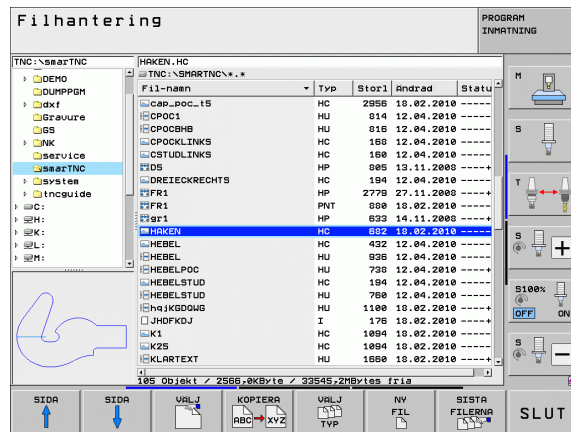 Filhantering
PROGRAM
INMATNING
TNC:\smarTNC
HAKEN.HC
TNC:\SMARTNC\*.*
Fil-namn Typ Storl Andrad Statu
DEMO
DUMPPGM
dxf
Gravure
GS
NK
service
smarTNC
system
tncguide
C:
H:
K:
L:
M:
cap_poc_t5 HC 2956 18.02.2010 -----
CPOC1 HU 814 12.04.2010 -----
CPOCBHB HU 816 12.04.2010 -----
CPOCKLINKS HC 168 12.04.2010 -----
CSTUDLINKS HC 160 12.04.2010 -----
D5 HP 805 13.11.2008 ----+
DREIECKRECHTS HC 194 12.04.2010 -----
FR1 HP 2779 27.11.2008 ----+
FR1 PNT 880 18.02.2010 -----
gr1 HP 633 14.11.2008 ----+
HAKEN HC 682 18.02.2010 -----
HEBEL HC 432 12.04.2010 -----
HEBEL HU 936 12.04.2010 -----
HEBELPOC HU 738 12.04.2010 ----+
HEBELSTUD HC 194 12.04.2010 -----
HEBELSTUD HU 760 12.04.2010 -----
hqjKGDQWG HU 1100 18.02.2010 ----+
JHDFKDJ I 176 18.02.2010 ----+
K1 HC 1094 18.02.2010 -----
K25 HC 1094 18.02.2010 -----
KLARTEXT HU 1660 18.02.2010 ----+
105 Objekt / 2566,0KByte / 33545,2MBytes fria
M
S
T
S
S100%
OFF ON
S
SIDA
SIDA
VALJ
KOPIERA
ABC XYZ
VALJ
TYP
NY
FIL
SISTA
FILERNA
SLUT